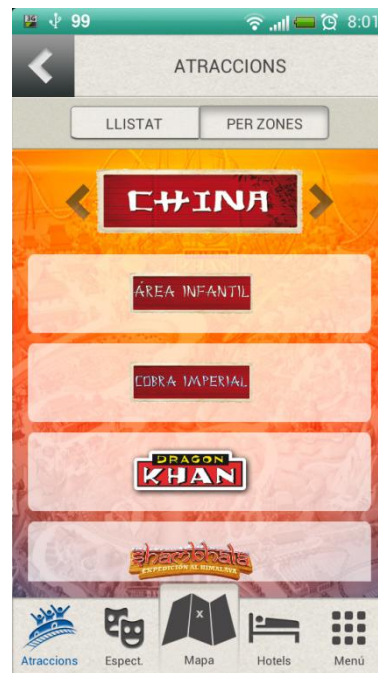 99
8:01
ATRACCIONS
LLISTAT PER ZONES
CHINA
ÁREA INFANTIL
COBRA IMPERIAL
DRAGON
KHAN
shambhala
EXPEDICIÓN AL HIMALAYA
x
Atraccions Espect. Mapa Hotels Menú